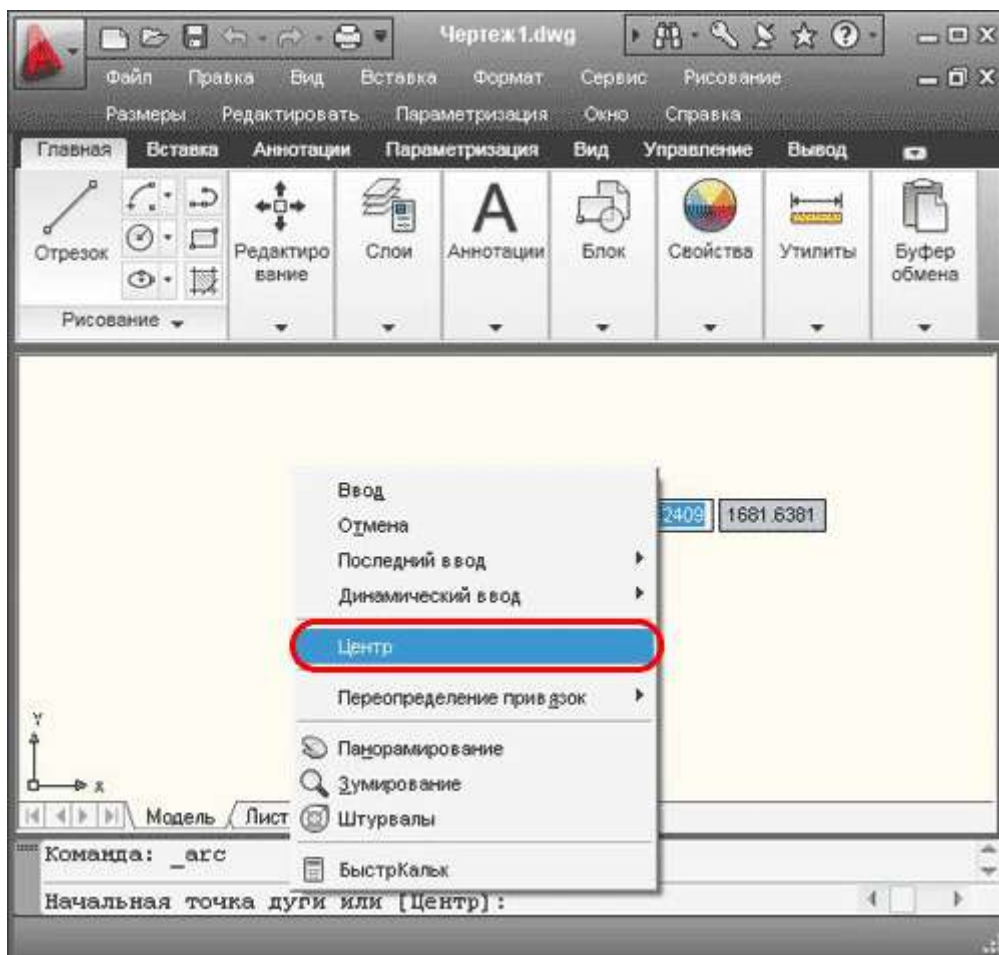 Чертеж1.dwg
Файл Правка Вид Вставка Формат Сервис Рисование
Размеры Редактировать Параметризация Окно Справка
Главная Вставка Аннотации Параметризация Вид Управление Вывод
Отрезок
Редактиро
вание
Слои
Аннотации
Блок
Свойства
Утилиты
Буфер
обмена
Рисование
Ввод
Отмена
2409 1681.6381
Последний ввод
Динамический ввод
Центр
Переопределение привязок
Панорамирование
Зумирование
Штурвалы
БыстрКальк
Y
X
Модель Лист
Команда: _arc
Начальная точка дуги или [Центр]: